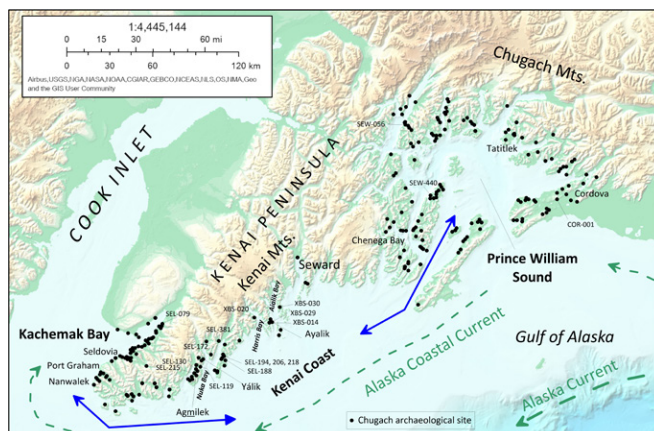 1:4,445,144
0 15 30 60 mi
0 30 60 120 km
Airbus,USGS,NGA,NASA,NOAA,CGIAR,GEBCO,NCEAS,NLS,OS,NMA,Geo
and the GIS User Community
Chugach Mts.
SEW-056
COOK INLET
KENAI PENINSULA
Kenai Mts.
Tatitlek
SEW-440
Cordova
COR-001
Chenega Bay
Seward
Prince William
Sound
Aialik Bay
XBS-030
XBS-029
XBS-020
XBS-014
SEL-079
Harris Bay
Ayalik
Gulf of Alaska
Kachemak Bay
SEL-381
SEL-172
Seldovia
Kenai Coast
Alaska Coastal Current
Port Graham
SEL-130
SEL-215
SEL-194, 206, 218
SEL-188
Nanwalek
Nuka Bay
Yálik
SEL-119
Alaska Current
Agmilek
Chugach archaeological site